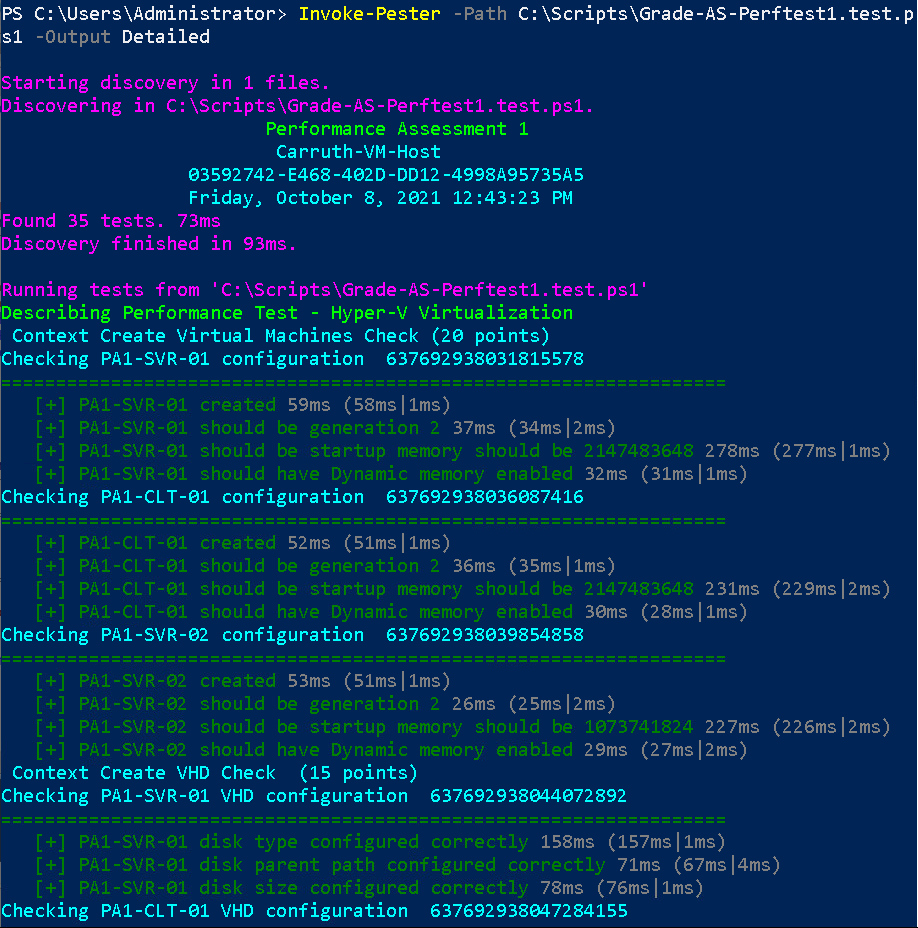 PS C:\Users\Administrator> Invoke-Pester -Path C:\Scripts\Grade-AS-Perftest1.test.p
s1 -Output Detailed
Starting discovery in 1 files.
Discovering in C:\Scripts\Grade-AS-Perftest1.test.ps1.
Performance Assessment 1
Carruth-VM-Host
03592742-E468-402D-DD12-4998A95735A5
Friday, October 8, 2021 12:43:23 PM
Found 35 tests. 73ms
Discovery finished in 93ms.
Running tests from 'C:\Scripts\Grade-AS-Perftest1.test.ps1'
Describing Performance Test - Hyper-V Virtualization
Context Create Virtual Machines Check (20 points)
Checking PA1-SVR-01 configuration  637692938031815578
==================================================================
[+] PA1-SVR-01 created 59ms (58ms|1ms)
[+] PA1-SVR-01 should be generation 2 37ms (34ms|2ms)
[+] PA1-SVR-01 should be startup memory should be 2147483648 278ms (277ms|1ms)
[+] PA1-SVR-01 should have Dynamic memory enabled 32ms (31ms|1ms)
Checking PA1-CLT-01 configuration  637692938036087416
==================================================================
[+] PA1-CLT-01 created 52ms (51ms|1ms)
[+] PA1-CLT-01 should be generation 2 36ms (35ms|1ms)
[+] PA1-CLT-01 should be startup memory should be 2147483648 231ms (229ms|2ms)
[+] PA1-CLT-01 should have Dynamic memory enabled 30ms (28ms|1ms)
Checking PA1-SVR-02 configuration  637692938039854858
==================================================================
[+] PA1-SVR-02 created 53ms (51ms|1ms)
[+] PA1-SVR-02 should be generation 2 26ms (25ms|2ms)
[+] PA1-SVR-02 should be startup memory should be 1073741824 227ms (226ms|2ms)
[+] PA1-SVR-02 should have Dynamic memory enabled 29ms (27ms|2ms)
Context Create VHD Check  (15 points)
Checking PA1-SVR-01 VHD configuration  637692938044072892
==================================================================
[+] PA1-SVR-01 disk type configured correctly 158ms (157ms|1ms)
[+] PA1-SVR-01 disk parent path configured correctly 71ms (67ms|4ms)
[+] PA1-SVR-01 disk size configured correctly 78ms (76ms|1ms)
Checking PA1-CLT-01 VHD configuration  637692938047284155